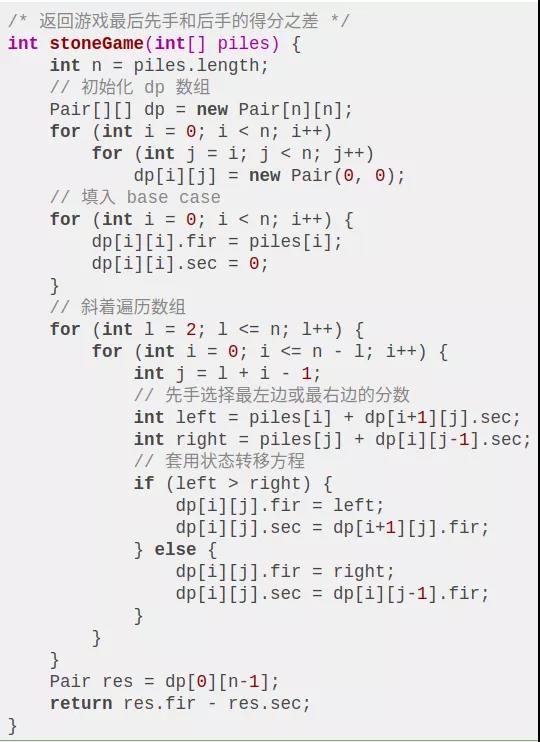 /* 返回游戏最后先手和后手的得分之差 */
int stoneGame(int[] piles) {
    int n = piles.length;
    // 初始化 dp 数组
    Pair[][] dp = new Pair[n][n];
    for (int i = 0; i < n; i++)
        for (int j = i; j < n; j++)
            dp[i][j] = new Pair(0, 0);
    // 填入 base case
    for (int i = 0; i < n; i++) {
        dp[i][i].fir = piles[i];
        dp[i][i].sec = 0;
    }
    // 斜着遍历数组
    for (int l = 2; l <= n; l++) {
        for (int i = 0; i <= n - l; i++) {
            int j = l + i - 1;
            // 先手选择最左边或最右边的分数
            int left = piles[i] + dp[i+1][j].sec;
            int right = piles[j] + dp[i][j-1].sec;
            // 套用状态转移方程
            if (left > right) {
                dp[i][j].fir = left;
                dp[i][j].sec = dp[i+1][j].fir;
            } else {
                dp[i][j].fir = right;
                dp[i][j].sec = dp[i][j-1].fir;
            }
        }
    }
    Pair res = dp[0][n-1];
    return res.fir - res.sec;
}